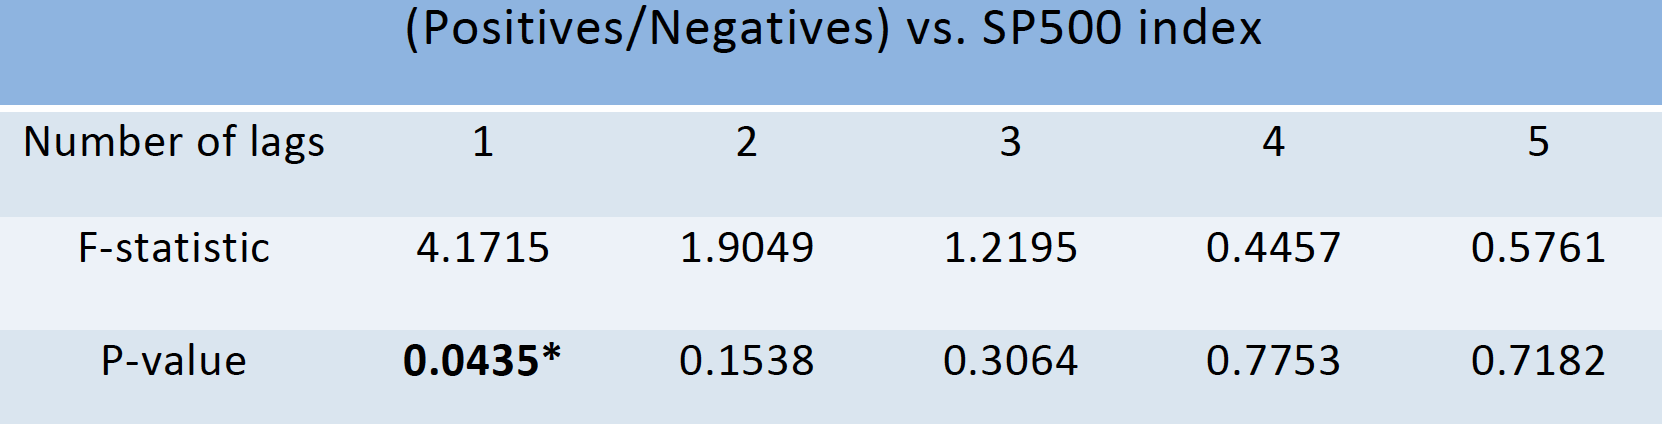 (Positives/Negatives) vs. SP500 index
Number of lags 1 2 3 4 5
F-statistic 4.1715 1.9049 1.2195 0.4457 0.5761
P-value 0.0435* 0.1538 0.3064 0.7753 0.7182